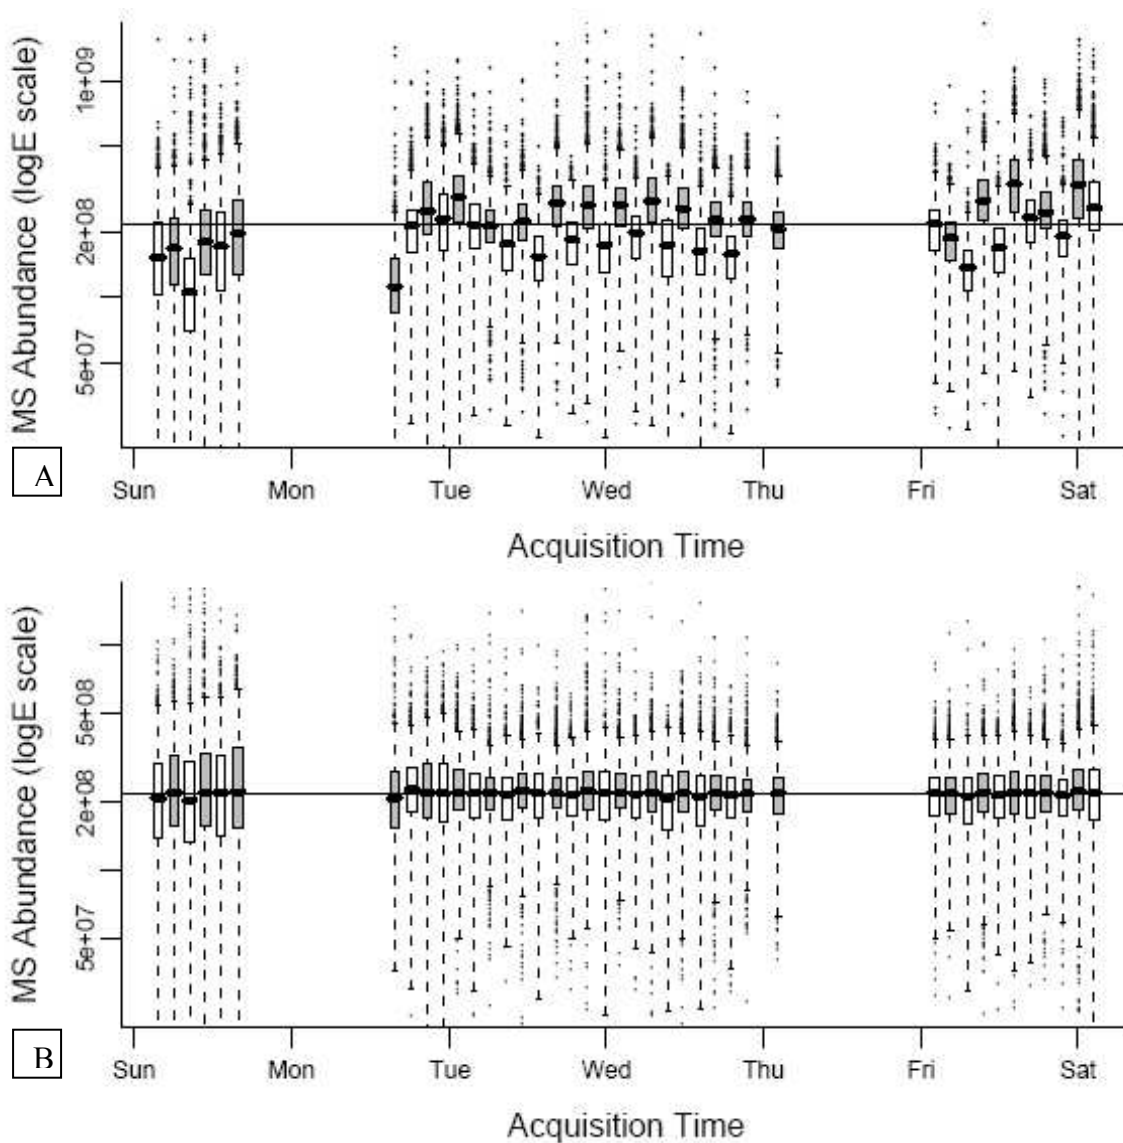 MS Abundance (logE scale)
1e+09
2e+08
5e+07
A
Sun Mon Tue Wed Thu Fri Sat
Acquisition Time
MS Abundance (logE scale)
5e+08
2e+08
5e+07
B
Sun Mon Tue Wed Thu Fri Sat
Acquisition Time